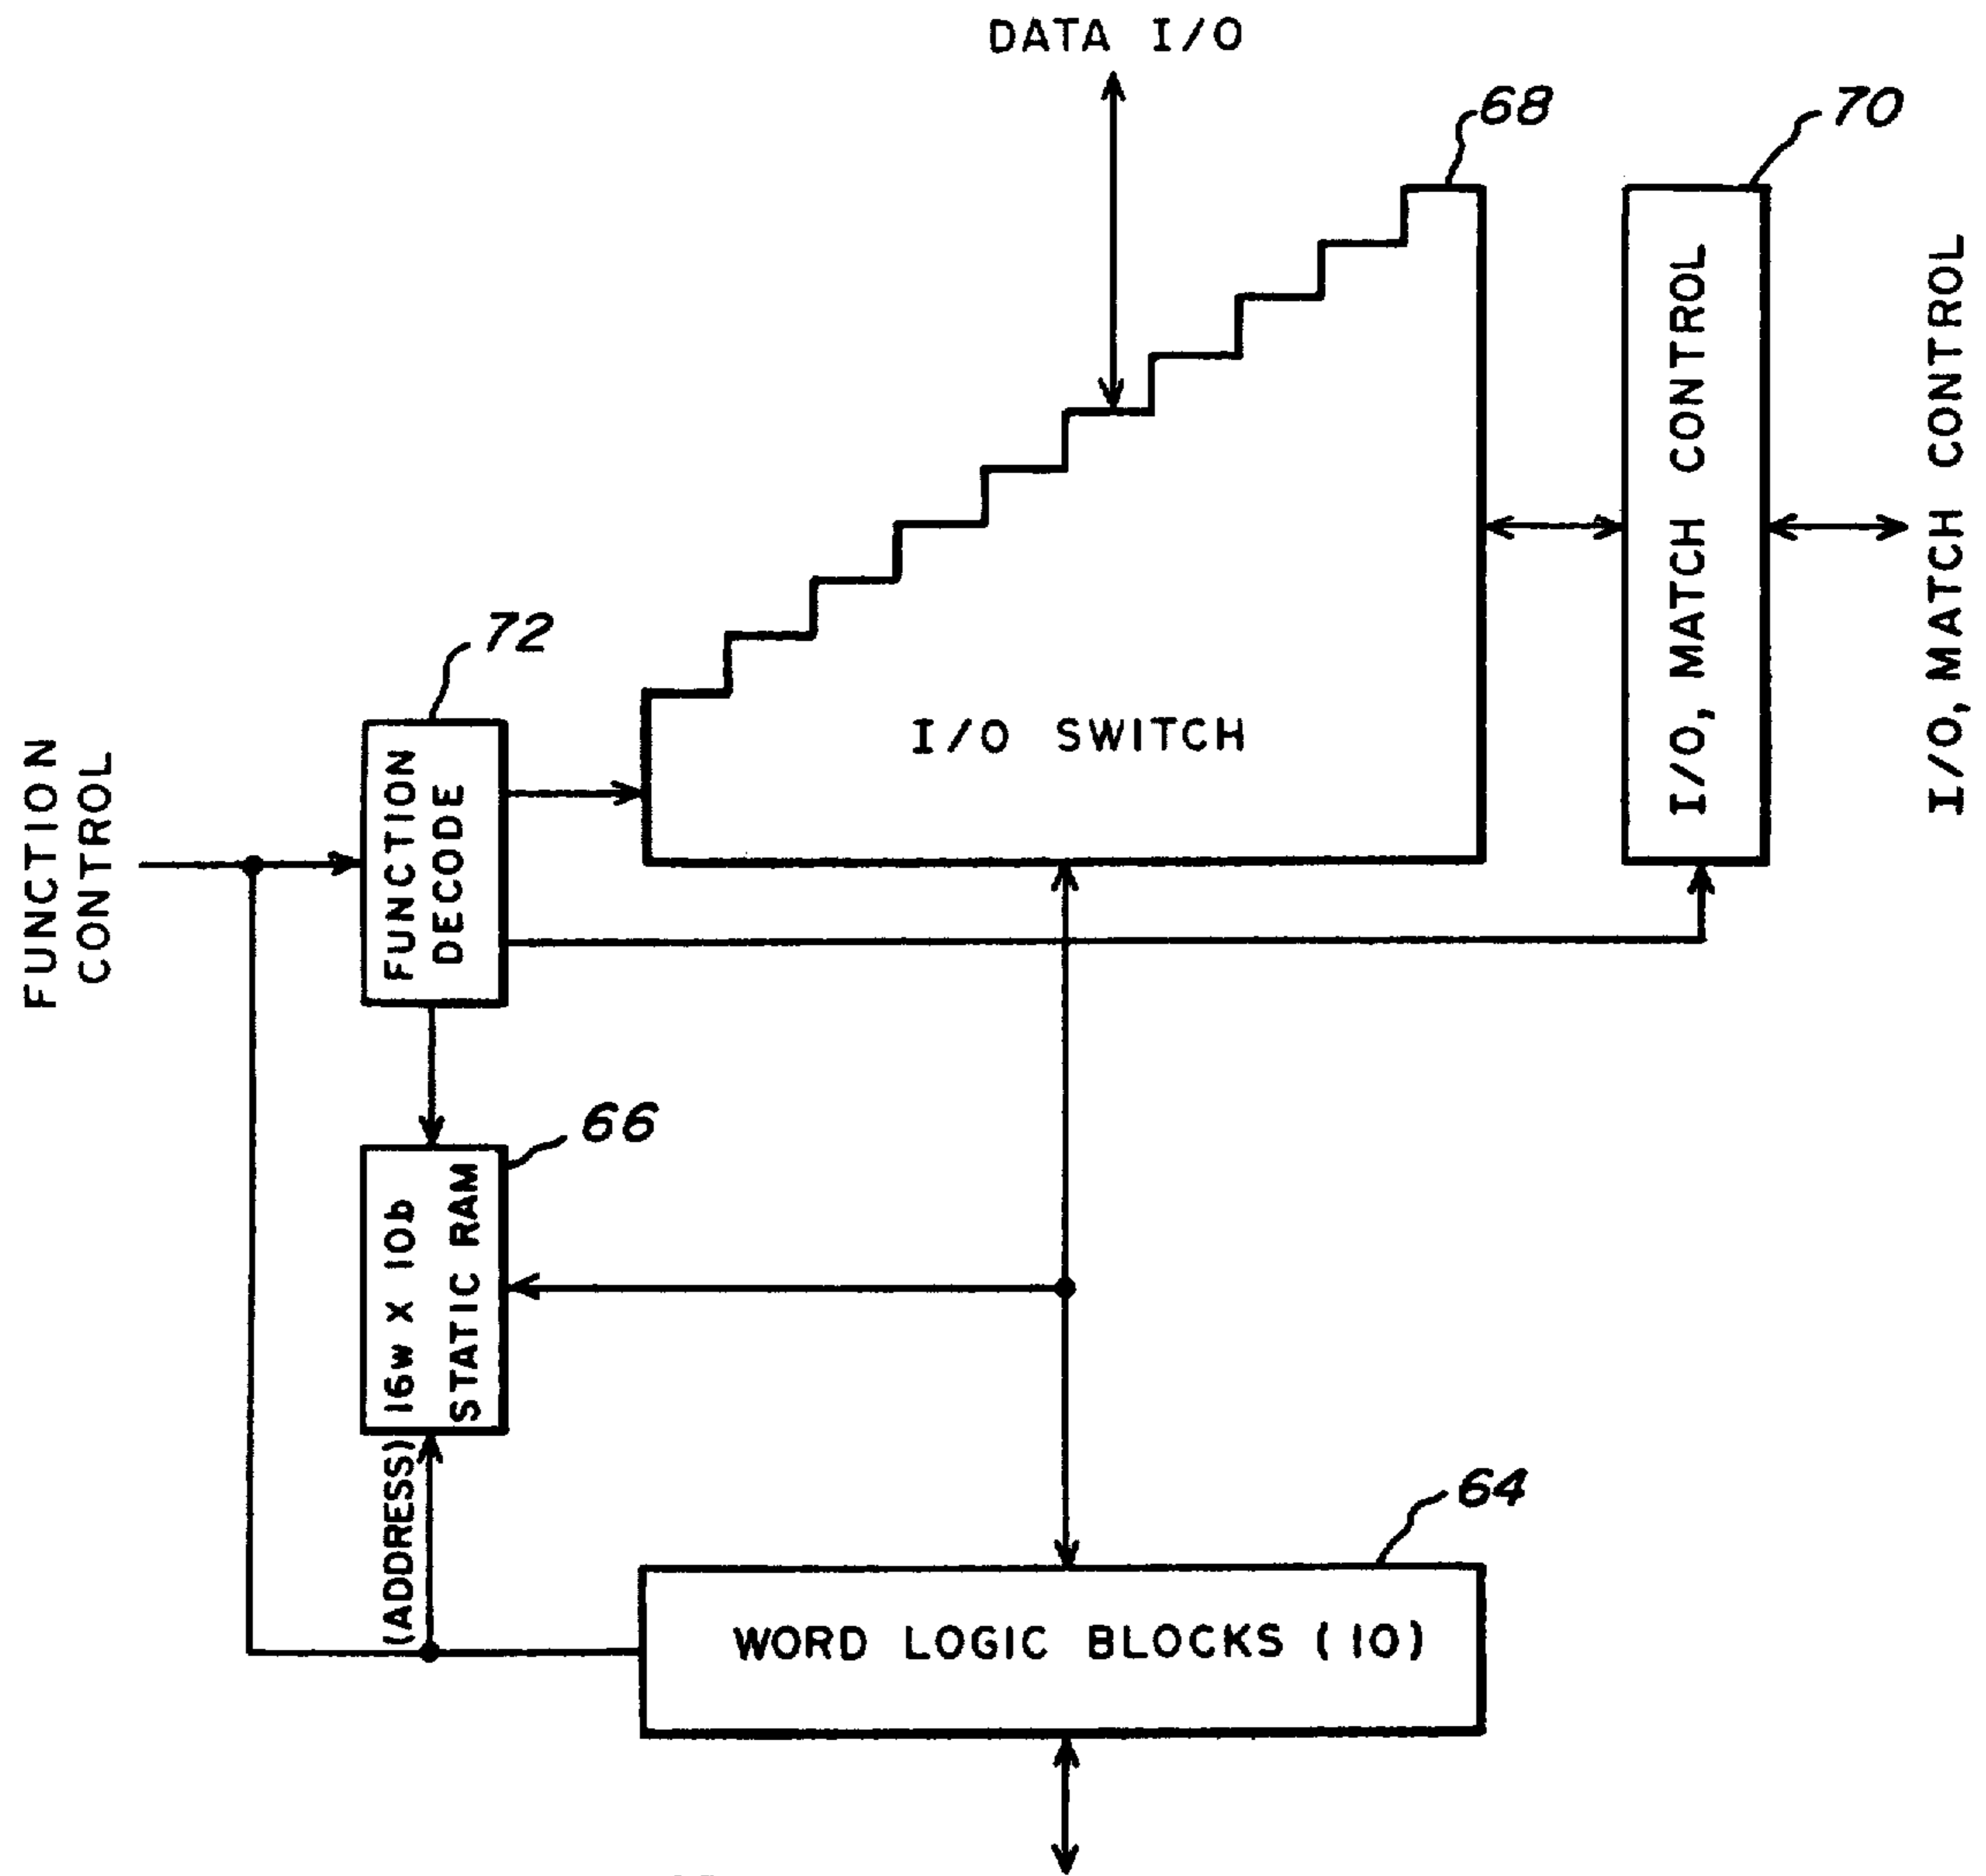 DATA I/O
68
70
I/O, MATCH CONTROL
I/O, MATCH CONTROL
72
I/O SWITCH
FUNCTION
CONTROL
FUNCTION
DECODE
66
16w X 10b
STATIC RAM
(ADDRESS)
64
WORD LOGIC BLOCKS (10)